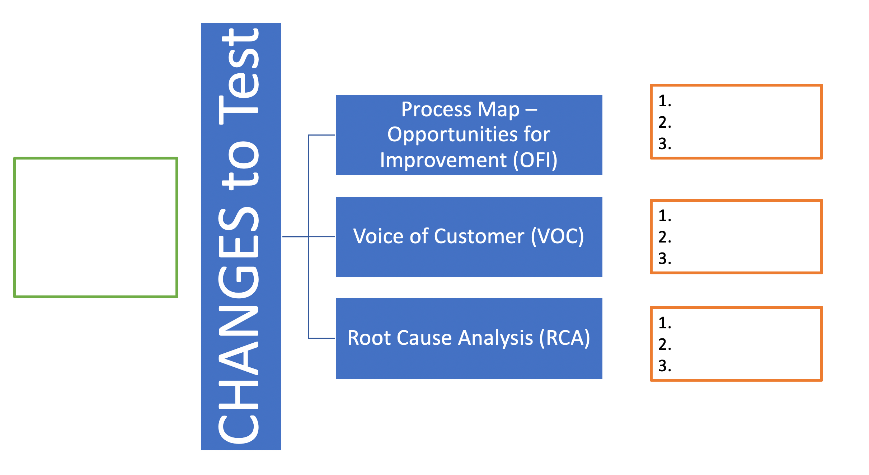 CHANGES to Test
Process Map –
Opportunities for
Improvement (OFI)
1.
2.
3.
Voice of Customer (VOC)
1.
2.
3.
Root Cause Analysis (RCA)
1.
2.
3.